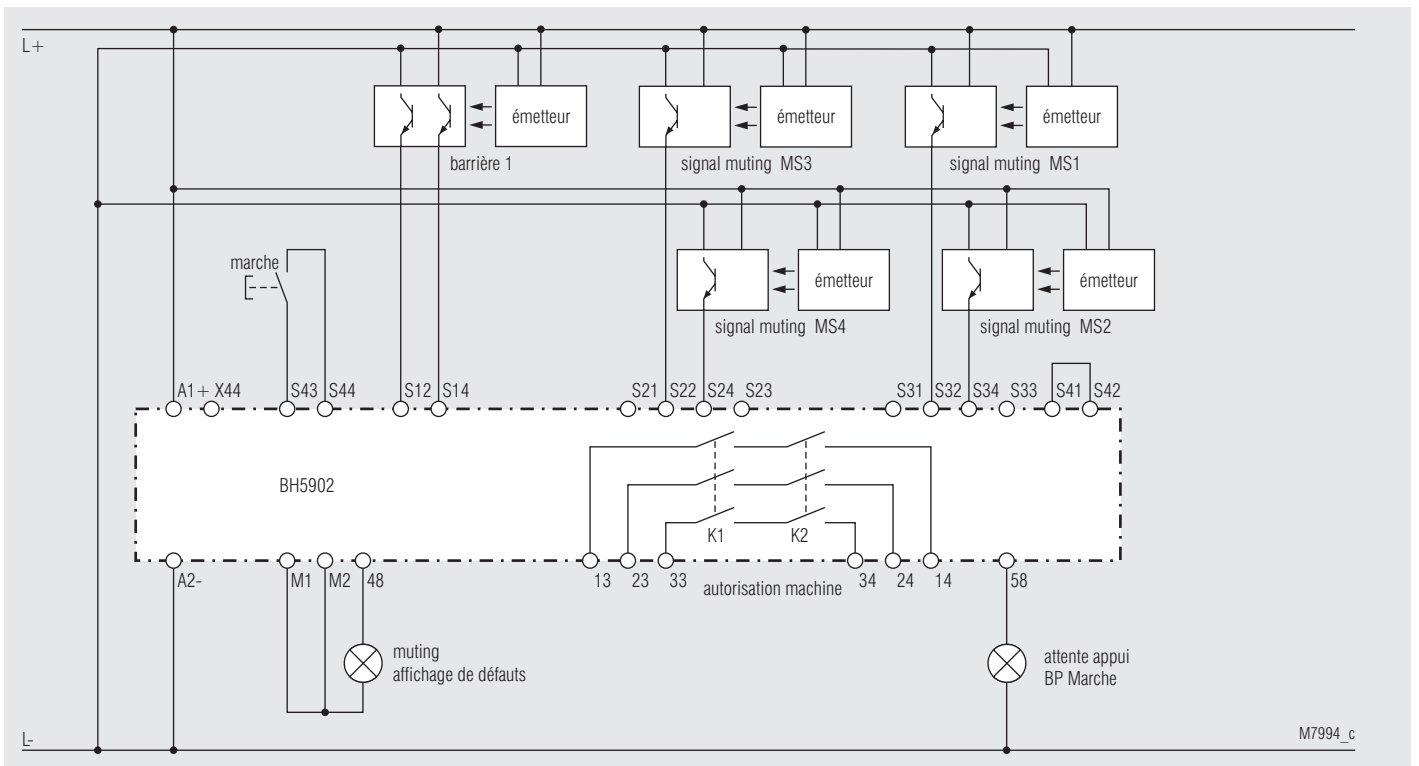 L+
émetteur
émetteur
émetteur
barrière 1
signal muting MS3
signal muting MS1
marche
émetteur
émetteur
signal muting MS4
signal muting MS2
A1+ X44 S43 S44 S12 S14 S21 S22 S24 S23 S31 S32 S34 S33 S41 S42
BH5902
K1 K2
A2- M1 M2 48 13 23 33 autorisation machine 34 24 14 58
muting
affichage de défauts
attente appui
BP Marche
L-
M7994_c